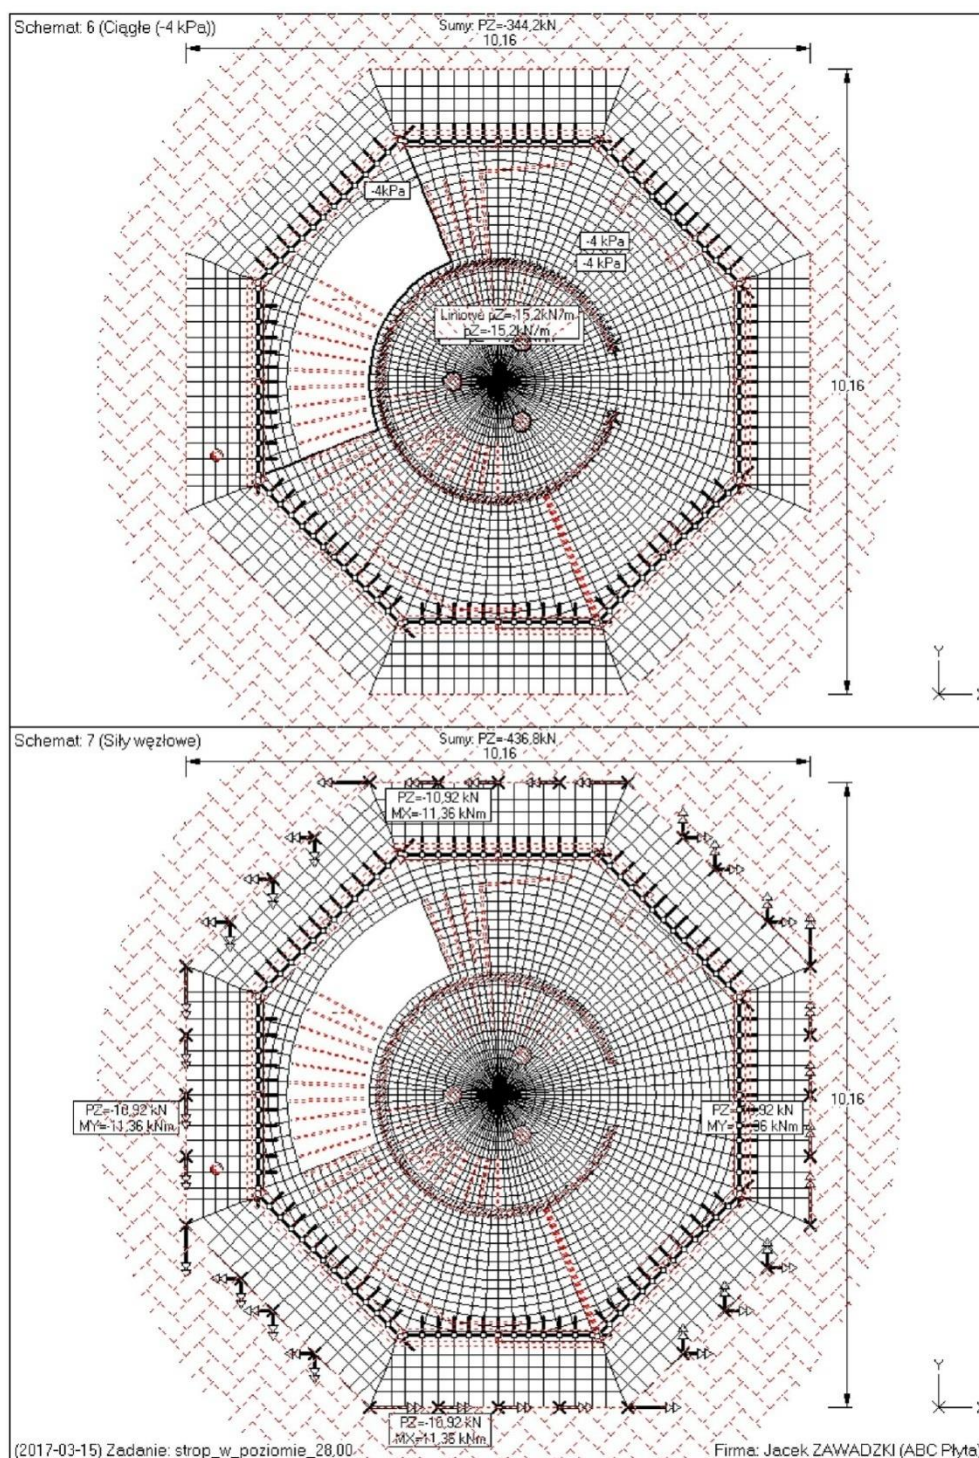 Schemat: 6 (Ciągłe (-4 kPa))
Sumy: PZ=-344,2kN
10,16
-4kPa
-4 kPa
-4 kPa
Liniowe pZ=-15,2kN/m
pZ=-15,2kN/m
10,16
Y
X
Schemat: 7 (Siły węzłowe)
Sumy: PZ=-436,8kN
10,16
PZ=-10,92 kN
MX=-11,36 kNm
PZ=-10,92 kN
MY=-11,36 kNm
10,16
PZ=-10,92 kN
MX=11,36 kNm
Y
X
(2017-03-15) Zadanie: strop_w_poziomie_28,00
Firma: Jacek ZAWADZKI (ABC Płyta)